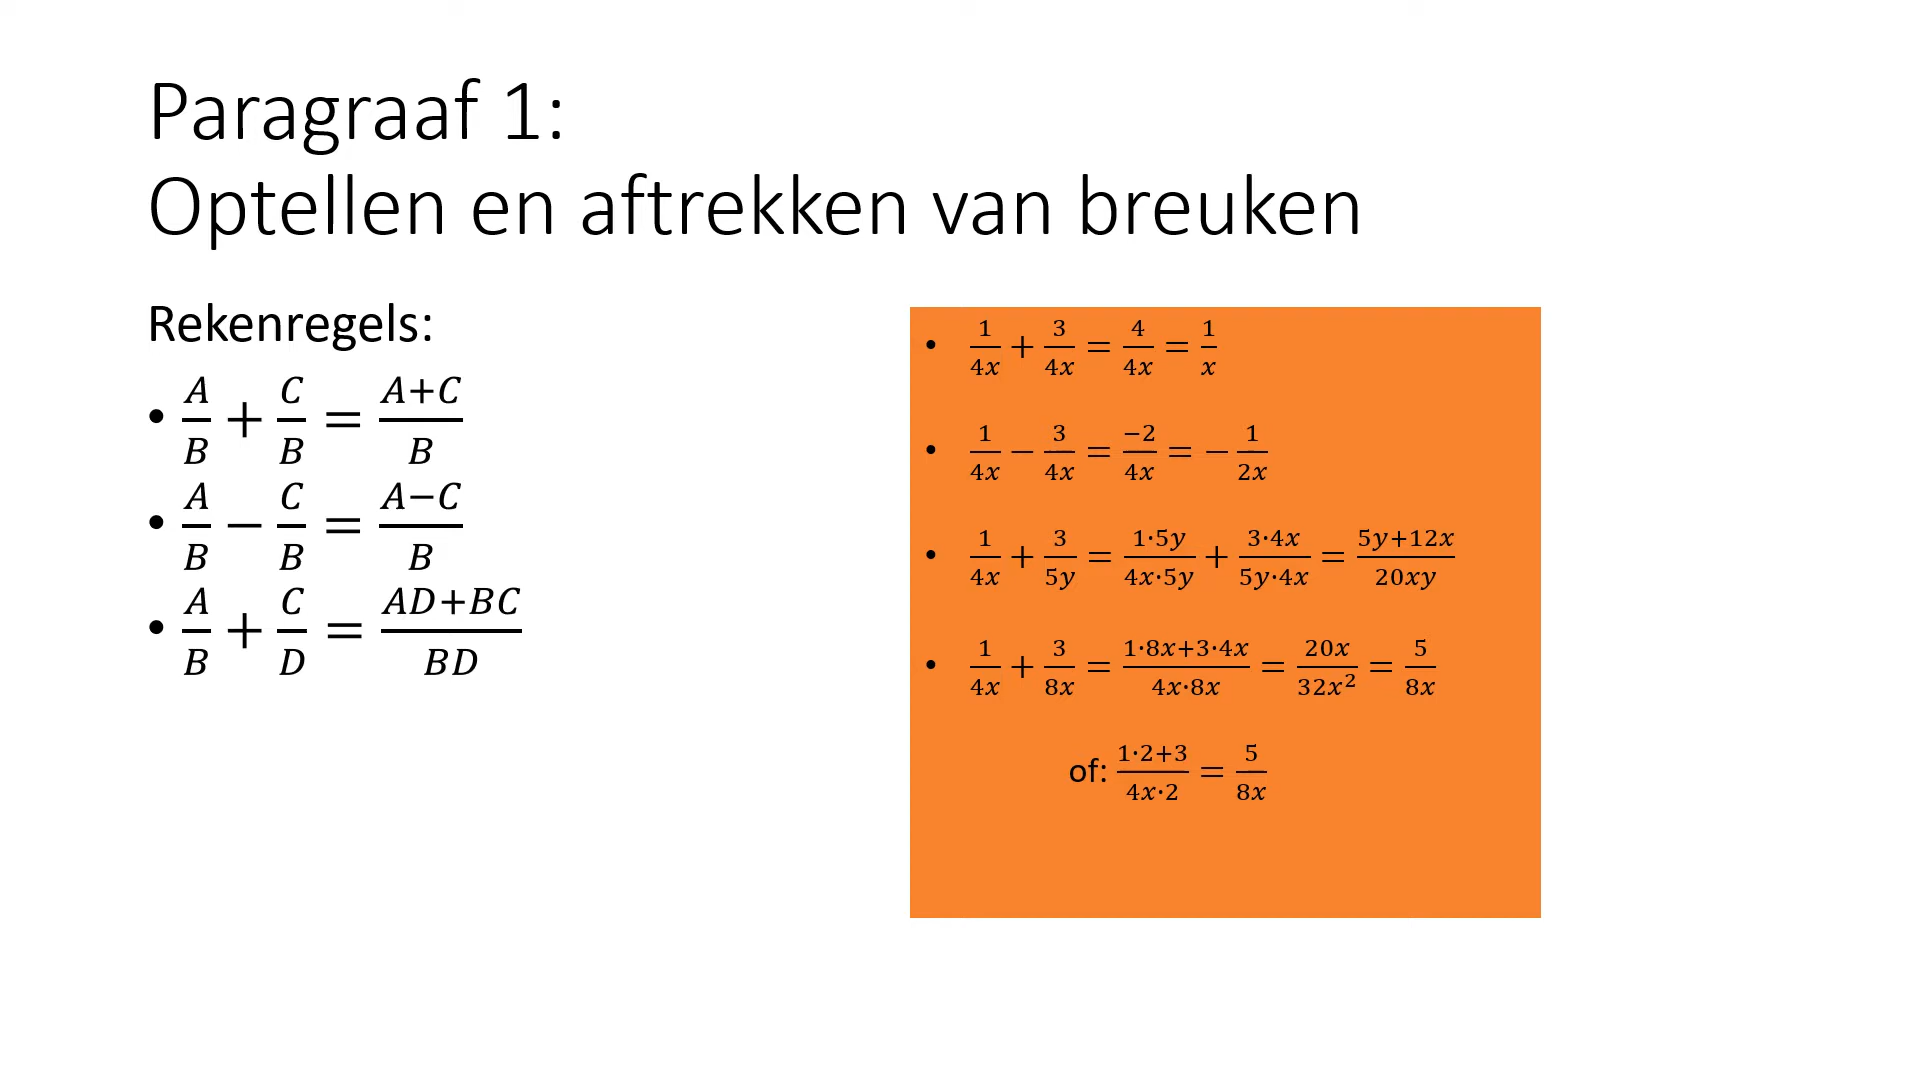 Paragraaf 1:
Optellen en aftrekken van breuken
Rekenregels:
• A/B + C/B = (A+C)/B
• A/B − C/B = (A−C)/B
• A/B + C/D = (AD+BC)/BD
• 1/4x + 3/4x = 4/4x = 1/x
• 1/4x − 3/4x = −2/4x = − 1/2x
• 1/4x + 3/5y = 1·5y/4x·5y + 3·4x/5y·4x = (5y+12x)/20xy
• 1/4x + 3/8x = (1·8x+3·4x)/4x·8x = 20x/32x² = 5/8x
of: (1·2+3)/4x·2 = 5/8x